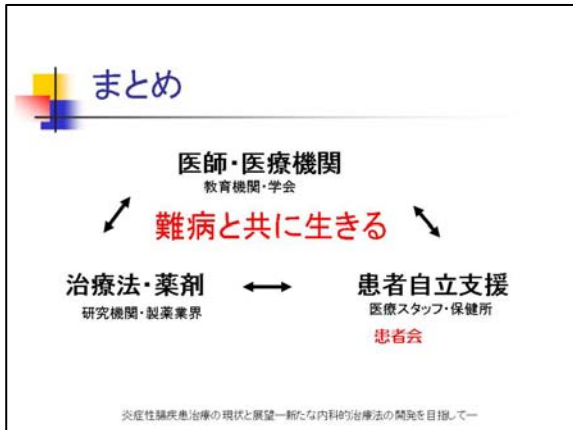 まとめ
医師・医療機関
教育機関・学会
難病と共に生きる
治療法・薬剤
研究機関・製薬業界
患者自立支援
医療スタッフ・保健所
患者会
炎症性腸疾患治療の現状と展望ー新たな内科的治療法の開発を目指してー